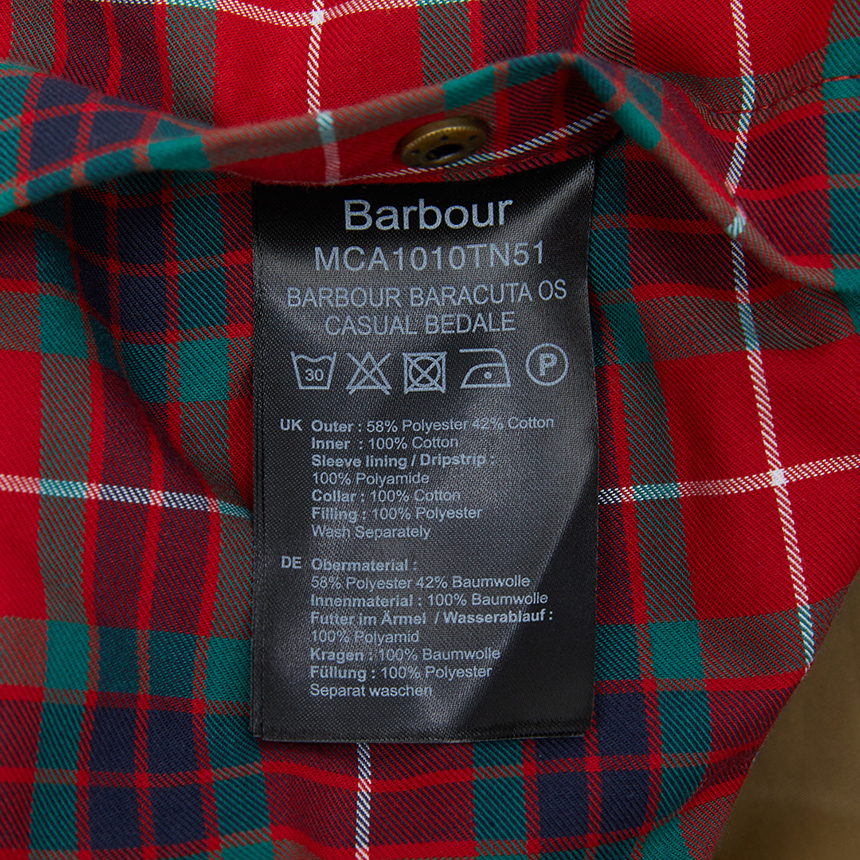 Barbour
MCA1010TN51
BARBOUR BARACUTA OS
CASUAL BEDALE
30 P
UK Outer : 58% Polyester 42% Cotton
Inner : 100% Cotton
Sleeve lining / Dripstrip :
100% Polyamide
Collar : 100% Cotton
Filling : 100% Polyester
Wash Separately
DE Obermaterial :
58% Polyester 42% Baumwolle
Innenmaterial : 100% Baumwolle
Futter im Ärmel / Wasserablauf :
100% Polyamid
Kragen : 100% Baumwolle
Füllung : 100% Polyester
Separat waschen